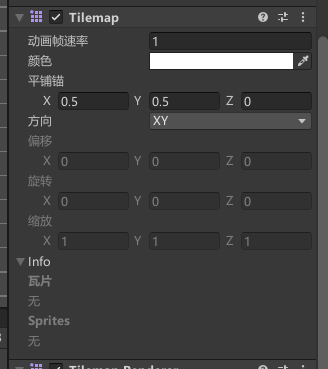 Tilemap
动画帧速率 1
颜色
平铺锚
X 0.5 Y 0.5 Z 0
方向 XY
偏移
X 0 Y 0 Z 0
旋转
X 0 Y 0 Z 0
缩放
X 1 Y 1 Z 1
Info
瓦片
无
Sprites
无
Tilemap Renderer